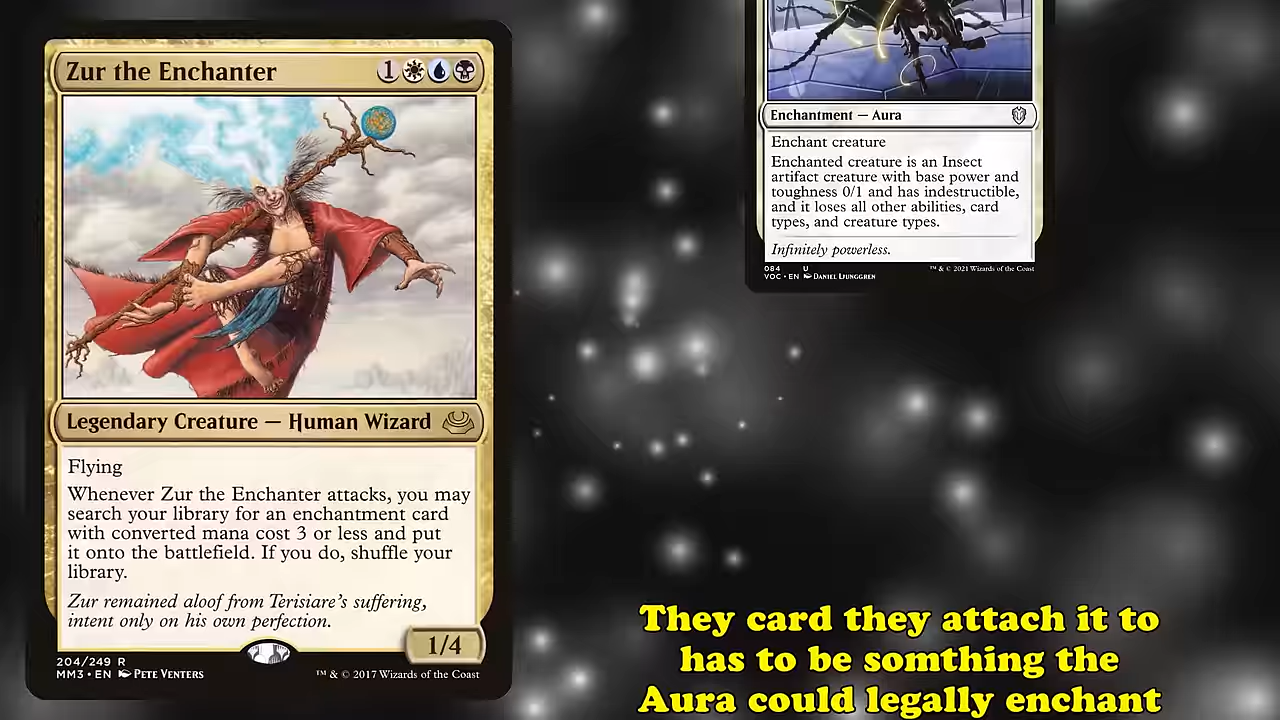 Zur the Enchanter 1
Legendary Creature — Human Wizard
Flying
Whenever Zur the Enchanter attacks, you may
search your library for an enchantment card
with converted mana cost 3 or less and put
it onto the battlefield. If you do, shuffle your
library.
Zur remained aloof from Terisiare's suffering,
intent only on his own perfection.
1/4
204/249 R
MM3 • EN Pete Venters
™ & © 2017 Wizards of the Coast
Enchantment — Aura
Enchant creature
Enchanted creature is an Insect
artifact creature with base power and
toughness 0/1 and has indestructible,
and it loses all other abilities, card
types, and creature types.
Infinitely powerless.
084 U
VOC • EN Daniel Ljunggren
™ & © 2021 Wizards of the Coast
They card they attach it to
has to be somthing the
Aura could legally enchant